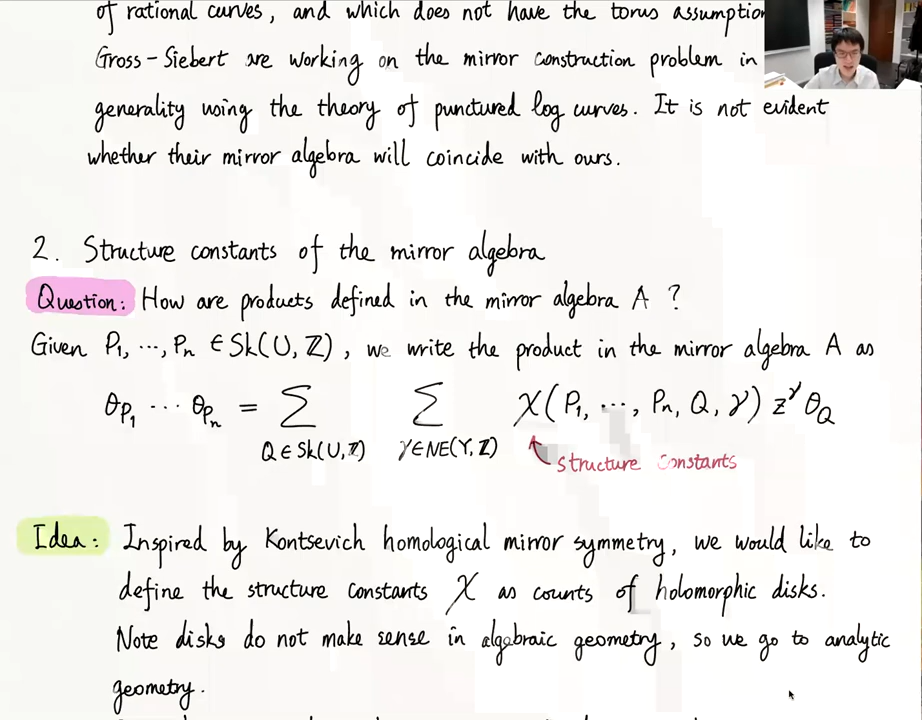 of rational curves, and which does not have the torus assumption
Gross-Siebert are working on the mirror construction problem in
generality using the theory of punctured log curves. It is not evident
whether their mirror algebra will coincide with ours.
2. Structure constants of the mirror algebra
Question: How are products defined in the mirror algebra A ?
Given P₁, ..., Pₙ ∈ Sk(U, ℤ), we write the product in the mirror algebra A as
θ_P₁ ··· θ_Pₙ = ∑_{Q∈Sk(U,ℤ)} ∑_{γ∈NE(Y,ℤ)} χ(P₁, ..., Pₙ, Q, γ) z^γ θ_Q
structure constants
Idea: Inspired by Kontsevich homological mirror symmetry, we would like to
define the structure constants χ as counts of holomorphic disks.
Note disks do not make sense in algebraic geometry, so we go to analytic
geometry.